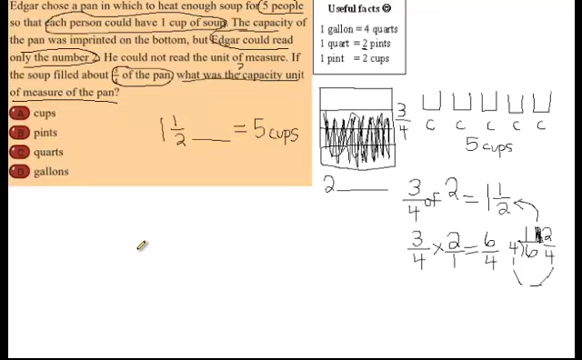 Edgar chose a pan in which to heat enough soup for 5 people
so that each person could have 1 cup of soup. The capacity of
the pan was imprinted on the bottom, but Edgar could read
only the number 2. He could not read the unit of measure. If
the soup filled about 3/4 of the pan, what was the capacity unit
of measure of the pan?
A cups
B pints
C quarts
D gallons
1 1/2 ___ = 5 cups
Useful facts ☺
1 gallon = 4 quarts
1 quart = 2 pints
1 pint = 2 cups
3/4
C C C C C
5 cups
2 ___
3/4 of 2 = 1 1/2
3/4 × 2/1 = 6/4 4)6 1 2/4